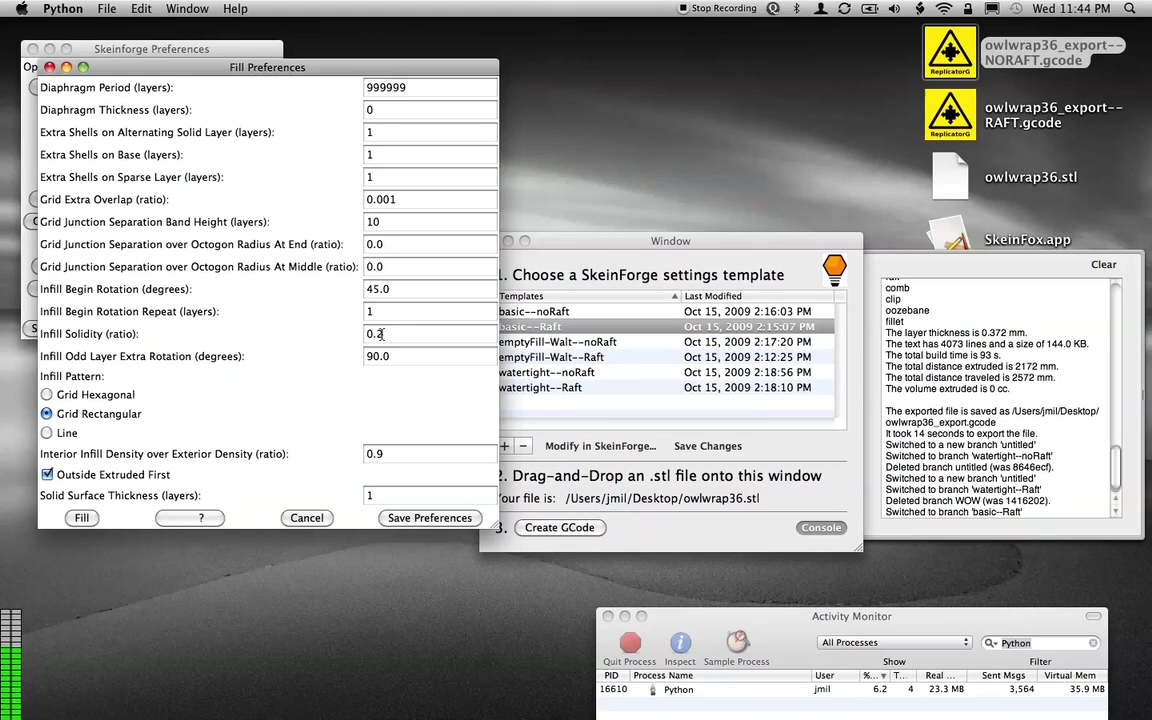 Python File Edit Window Help
Stop Recording
Wed 11:44 PM
Skeinforge Preferences
Fill Preferences
Diaphragm Period (layers): 999999
Diaphragm Thickness (layers): 0
Extra Shells on Alternating Solid Layer (layers): 1
Extra Shells on Base (layers): 1
Extra Shells on Sparse Layer (layers): 1
Grid Extra Overlap (ratio): 0.001
Grid Junction Separation Band Height (layers): 10
Grid Junction Separation over Octogon Radius At End (ratio): 0.0
Grid Junction Separation over Octogon Radius At Middle (ratio): 0.0
Infill Begin Rotation (degrees): 45.0
Infill Begin Rotation Repeat (layers): 1
Infill Solidity (ratio): 0.2
Infill Odd Layer Extra Rotation (degrees): 90.0
Infill Pattern:
Grid Hexagonal
Grid Rectangular
Line
Interior Infill Density over Exterior Density (ratio): 0.9
Outside Extruded First
Solid Surface Thickness (layers): 1
Fill ? Cancel Save Preferences
Window
1. Choose a SkeinForge settings template
Templates Last Modified
basic--noRaft Oct 15, 2009 2:16:03 PM
basic--Raft Oct 15, 2009 2:15:07 PM
emptyFill-Walt--noRaft Oct 15, 2009 2:17:20 PM
emptyFill-Walt--Raft Oct 15, 2009 2:12:25 PM
watertight--noRaft Oct 15, 2009 2:18:56 PM
watertight--Raft Oct 15, 2009 2:18:10 PM
+ − Modify in SkeinForge... Save Changes
2. Drag-and-Drop an .stl file onto this window
Your file is: /Users/jmil/Desktop/owlwrap36.stl
3. Create GCode Console
ReplicatorG
owlwrap36_export--
NORAFT.gcode
ReplicatorG
owlwrap36_export--
RAFT.gcode
owlwrap36.stl
SkeinFox.app
Clear
comb
clip
oozebane
fillet
The layer thickness is 0.372 mm.
The text has 4073 lines and a size of 144.0 KB.
The total build time is 93 s.
The total distance extruded is 2172 mm.
The total distance traveled is 2572 mm.
The volume extruded is 0 cc.
The exported file is saved as /Users/jmil/Desktop/
owlwrap36_export.gcode
It took 14 seconds to export the file.
Switched to a new branch 'untitled'
Switched to branch 'watertight--noRaft'
Deleted branch untitled (was 8646ecf).
Switched to a new branch 'untitled'
Switched to branch 'watertight--Raft'
Deleted branch WOW (was 1416202).
Switched to branch 'basic--Raft'
Activity Monitor
All Processes
Python
Quit Process Inspect Sample Process Show Filter
PID Process Name User %... T... Real ... Sent Msgs Virtual Mem
16610 Python jmil 6.2 4 23.3 MB 3,564 35.9 MB